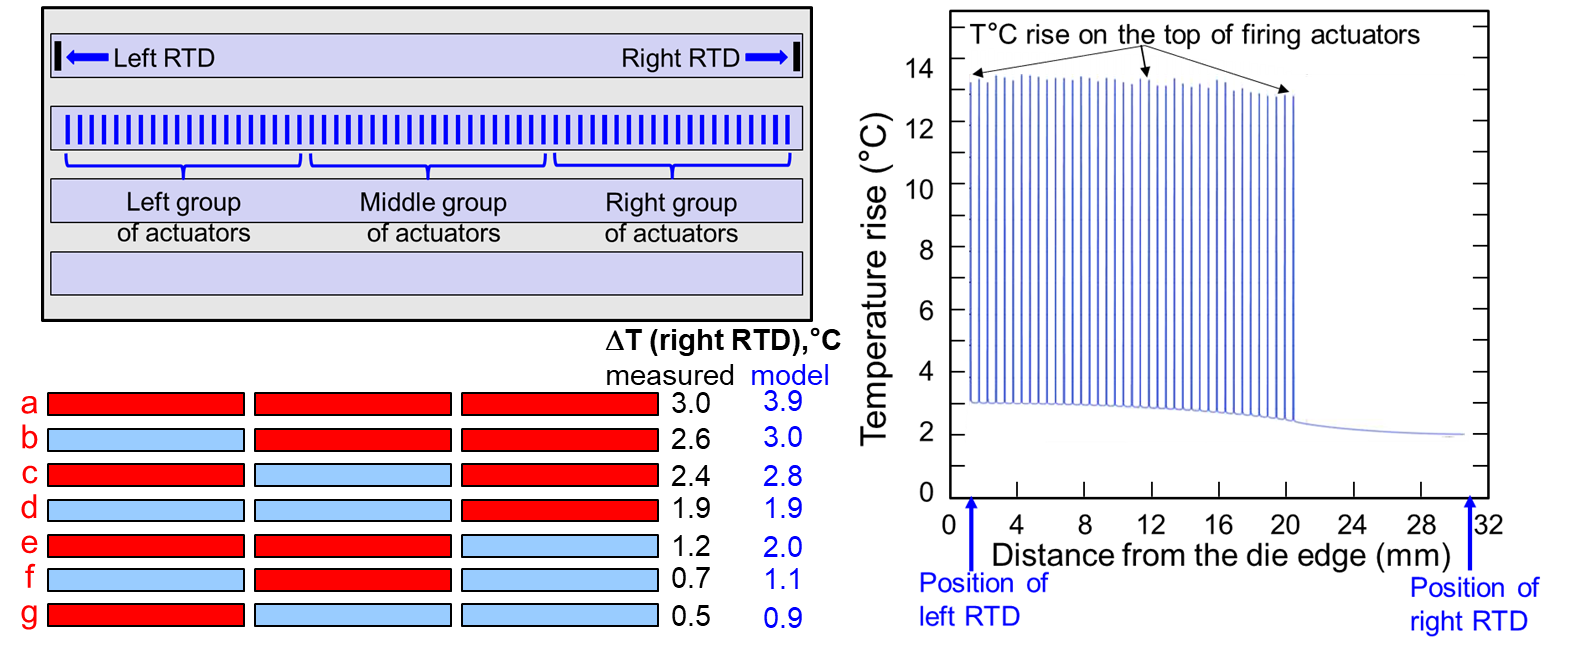 Left RTD
Right RTD
Left group
of actuators
Middle group
of actuators
Right group
of actuators
ΔT (right RTD),°C
measured model
a 3.0 3.9
b 2.6 3.0
c 2.4 2.8
d 1.9 1.9
e 1.2 2.0
f 0.7 1.1
g 0.5 0.9
T°C rise on the top of firing actuators
Temperature rise (°C)
14
12
10
8
6
4
2
0
0 4 8 12 16 20 24 28 32
Distance from the die edge (mm)
Position of
left RTD
Position of
right RTD